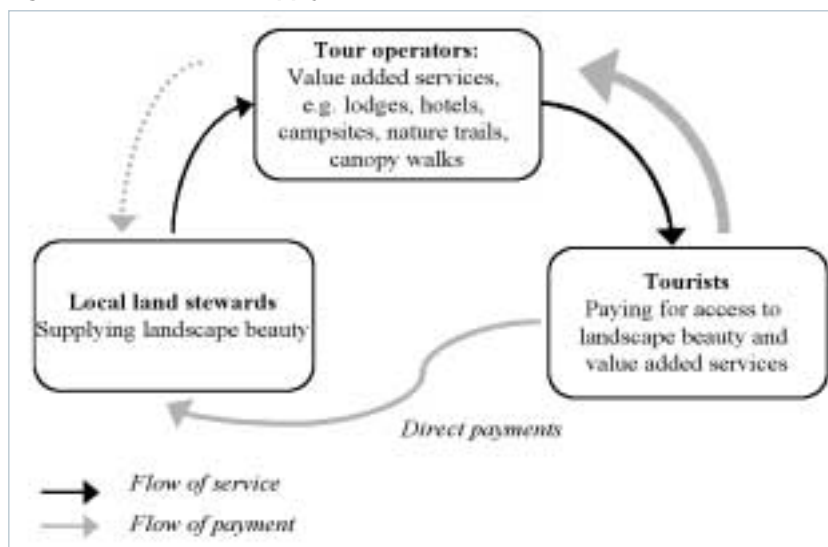 Tour operators:
Value added services,
e.g. lodges, hotels,
campsites, nature trails,
canopy walks
Local land stewards
Supplying landscape beauty
Tourists
Paying for access to
landscape beauty and
value added services
Direct payments
Flow of service
Flow of payment